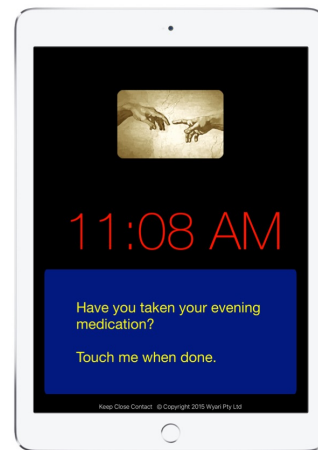 11:08 AM
Have you taken your evening
medication?
Touch me when done.
Keep Close Contact © Copyright 2015 Wyari Pty Ltd